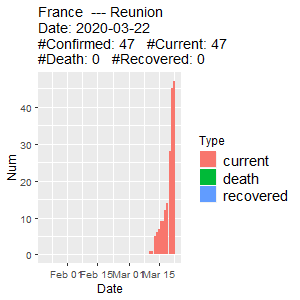 France  --- Reunion
Date: 2020-03-22
#Confirmed: 47   #Current: 47
#Death: 0   #Recovered: 0
Num
40
30
20
10
0
Feb 01 Feb 15 Mar 01 Mar 15
Date
Type
current
death
recovered